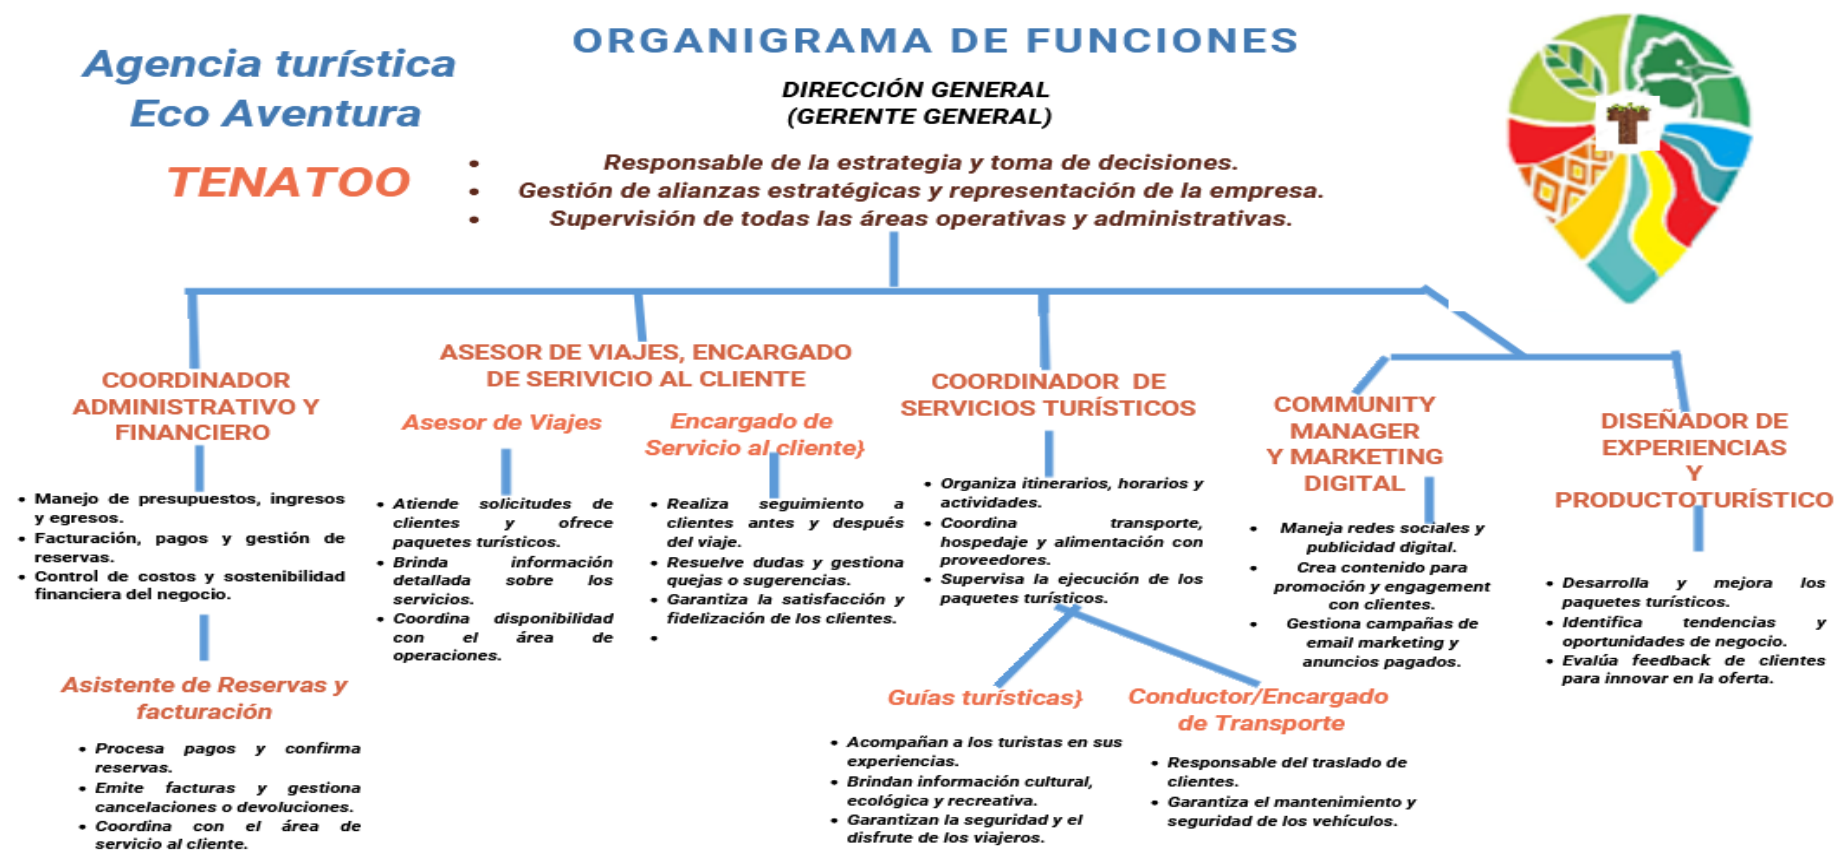 Agencia turística
Eco Aventura
TENATOO
ORGANIGRAMA DE FUNCIONES
DIRECCIÓN GENERAL
(GERENTE GENERAL)
• Responsable de la estrategia y toma de decisiones.
• Gestión de alianzas estratégicas y representación de la empresa.
• Supervisión de todas las áreas operativas y administrativas.
T
COORDINADOR
ADMINISTRATIVO Y
FINANCIERO
• Manejo de presupuestos, ingresos
y egresos.
• Facturación, pagos y gestión de
reservas.
• Control de costos y sostenibilidad
financiera del negocio.
Asistente de Reservas y
facturación
• Procesa pagos y confirma
reservas.
• Emite facturas y gestiona
cancelaciones o devoluciones.
• Coordina con el área de
servicio al cliente.
ASESOR DE VIAJES, ENCARGADO
DE SERIVICIO AL CLIENTE
Asesor de Viajes
• Atiende solicitudes de
clientes y ofrece
paquetes turísticos.
• Brinda información
detallada sobre los
servicios.
• Coordina disponibilidad
con el área de
operaciones.
Encargado de
Servicio al cliente}
• Realiza seguimiento a
clientes antes y después
del viaje.
• Resuelve dudas y gestiona
quejas o sugerencias.
• Garantiza la satisfacción y
fidelización de los clientes.
•
COORDINADOR DE
SERVICIOS TURÍSTICOS
• Organiza itinerarios, horarios y
actividades.
• Coordina transporte,
hospedaje y alimentación con
proveedores.
• Supervisa la ejecución de los
paquetes turísticos.
Guías turísticas}
• Acompañan a los turistas en sus
experiencias.
• Brindan información cultural,
ecológica y recreativa.
• Garantizan la seguridad y el
disfrute de los viajeros.
Conductor/Encargado
de Transporte
• Responsable del traslado de
clientes.
• Garantiza el mantenimiento y
seguridad de los vehículos.
COMMUNITY
MANAGER
Y MARKETING
DIGITAL
• Maneja redes sociales y
publicidad digital.
• Crea contenido para
promoción y engagement
con clientes.
• Gestiona campañas de
email marketing y
anuncios pagados.
DISEÑADOR DE
EXPERIENCIAS
Y
PRODUCTOTURÍSTICO
• Desarrolla y mejora los
paquetes turísticos.
• Identifica tendencias y
oportunidades de negocio.
• Evalúa feedback de clientes
para innovar en la oferta.